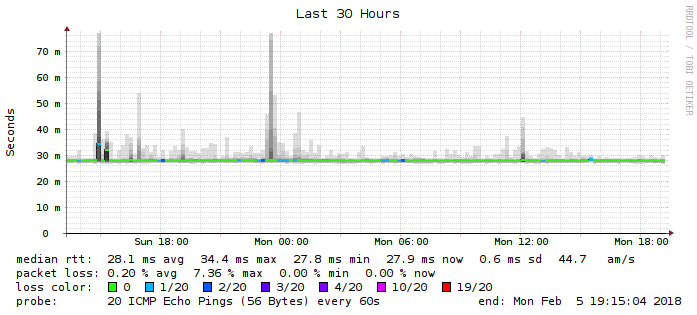 Last 30 Hours
RRDTOOL / TOBI OETIKER
Seconds
70 m
60 m
50 m
40 m
30 m
20 m
10 m
0
Sun 18:00 Mon 00:00 Mon 06:00 Mon 12:00 Mon 18:00
median rtt: 28.1 ms avg 34.4 ms max 27.8 ms min 27.9 ms now 0.6 ms sd 44.7 am/s
packet loss: 0.20 % avg 7.36 % max 0.00 % min 0.00 % now
loss color: 0 1/20 2/20 3/20 4/20 10/20 19/20
probe: 20 ICMP Echo Pings (56 Bytes) every 60s end: Mon Feb 5 19:15:04 2018